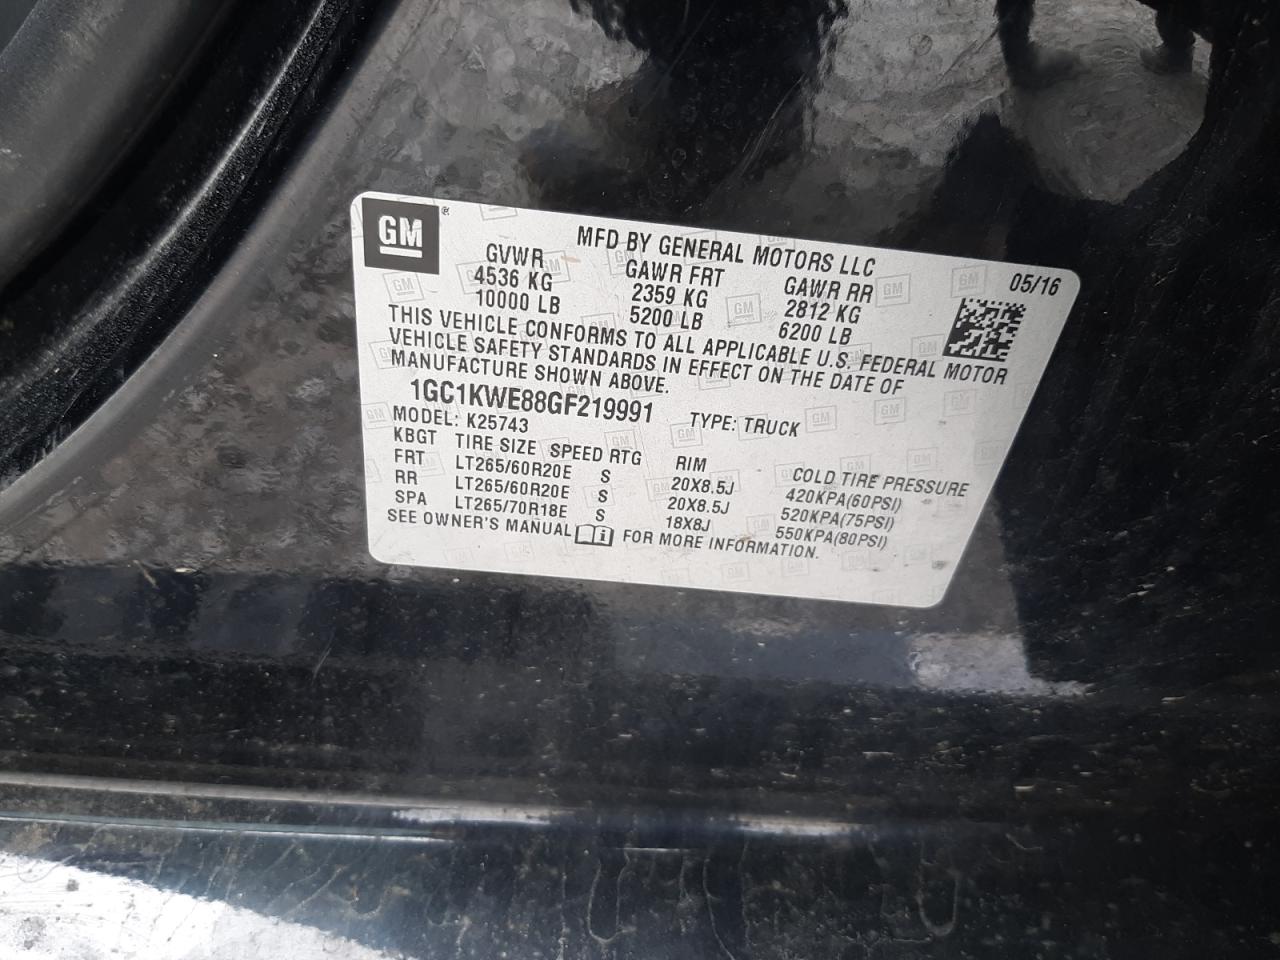 GM
MFD BY GENERAL MOTORS LLC
05/16
GVWR GAWR FRT GAWR RR
4536 KG 2359 KG 2812 KG
10000 LB 5200 LB 6200 LB
THIS VEHICLE CONFORMS TO ALL APPLICABLE U.S. FEDERAL MOTOR
VEHICLE SAFETY STANDARDS IN EFFECT ON THE DATE OF
MANUFACTURE SHOWN ABOVE.
1GC1KWE88GF219991 TYPE: TRUCK
MODEL: K25743
KBGT TIRE SIZE SPEED RTG RIM COLD TIRE PRESSURE
FRT LT265/60R20E S 20X8.5J 420KPA(60PSI)
RR LT265/60R20E S 20X8.5J 520KPA(75PSI)
SPA LT265/70R18E S 18X8J 550KPA(80PSI)
SEE OWNER'S MANUAL FOR MORE INFORMATION.